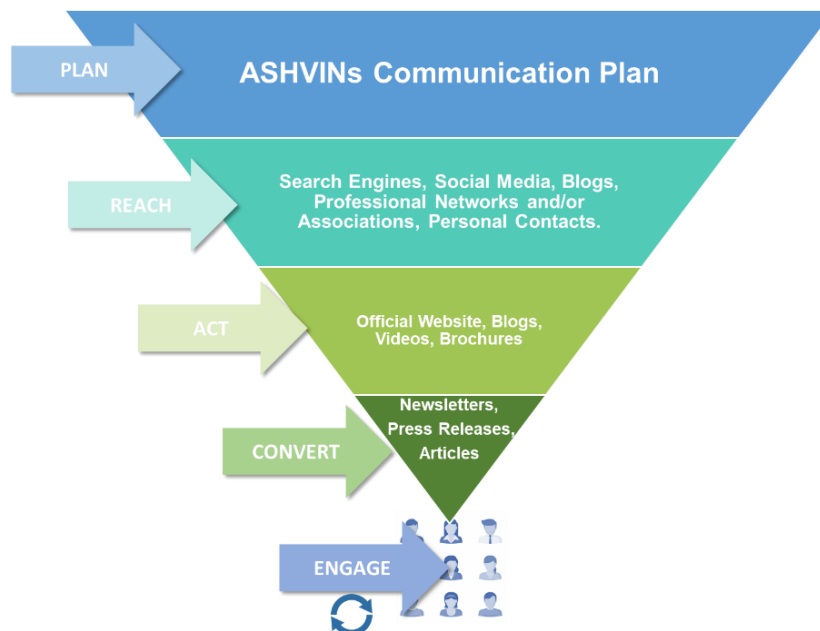 PLAN
ASHVINs Communication Plan
REACH
Search Engines, Social Media, Blogs,
Professional Networks and/or
Associations, Personal Contacts.
ACT
Official Website, Blogs,
Videos, Brochures
CONVERT
Newsletters,
Press Releases,
Articles
ENGAGE